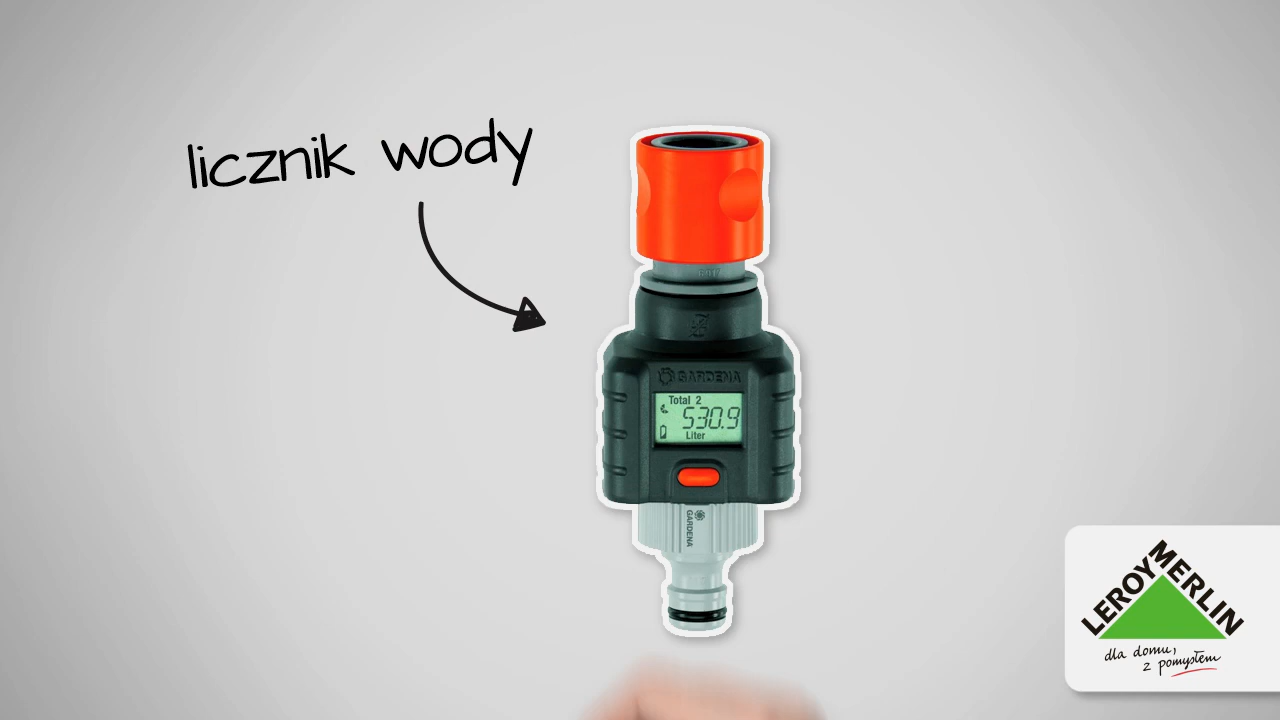 licznik wody
GARDENA
Total 2
530.9
Liter
GARDENA
LEROY MERLIN
dla domu,
z pomysłem